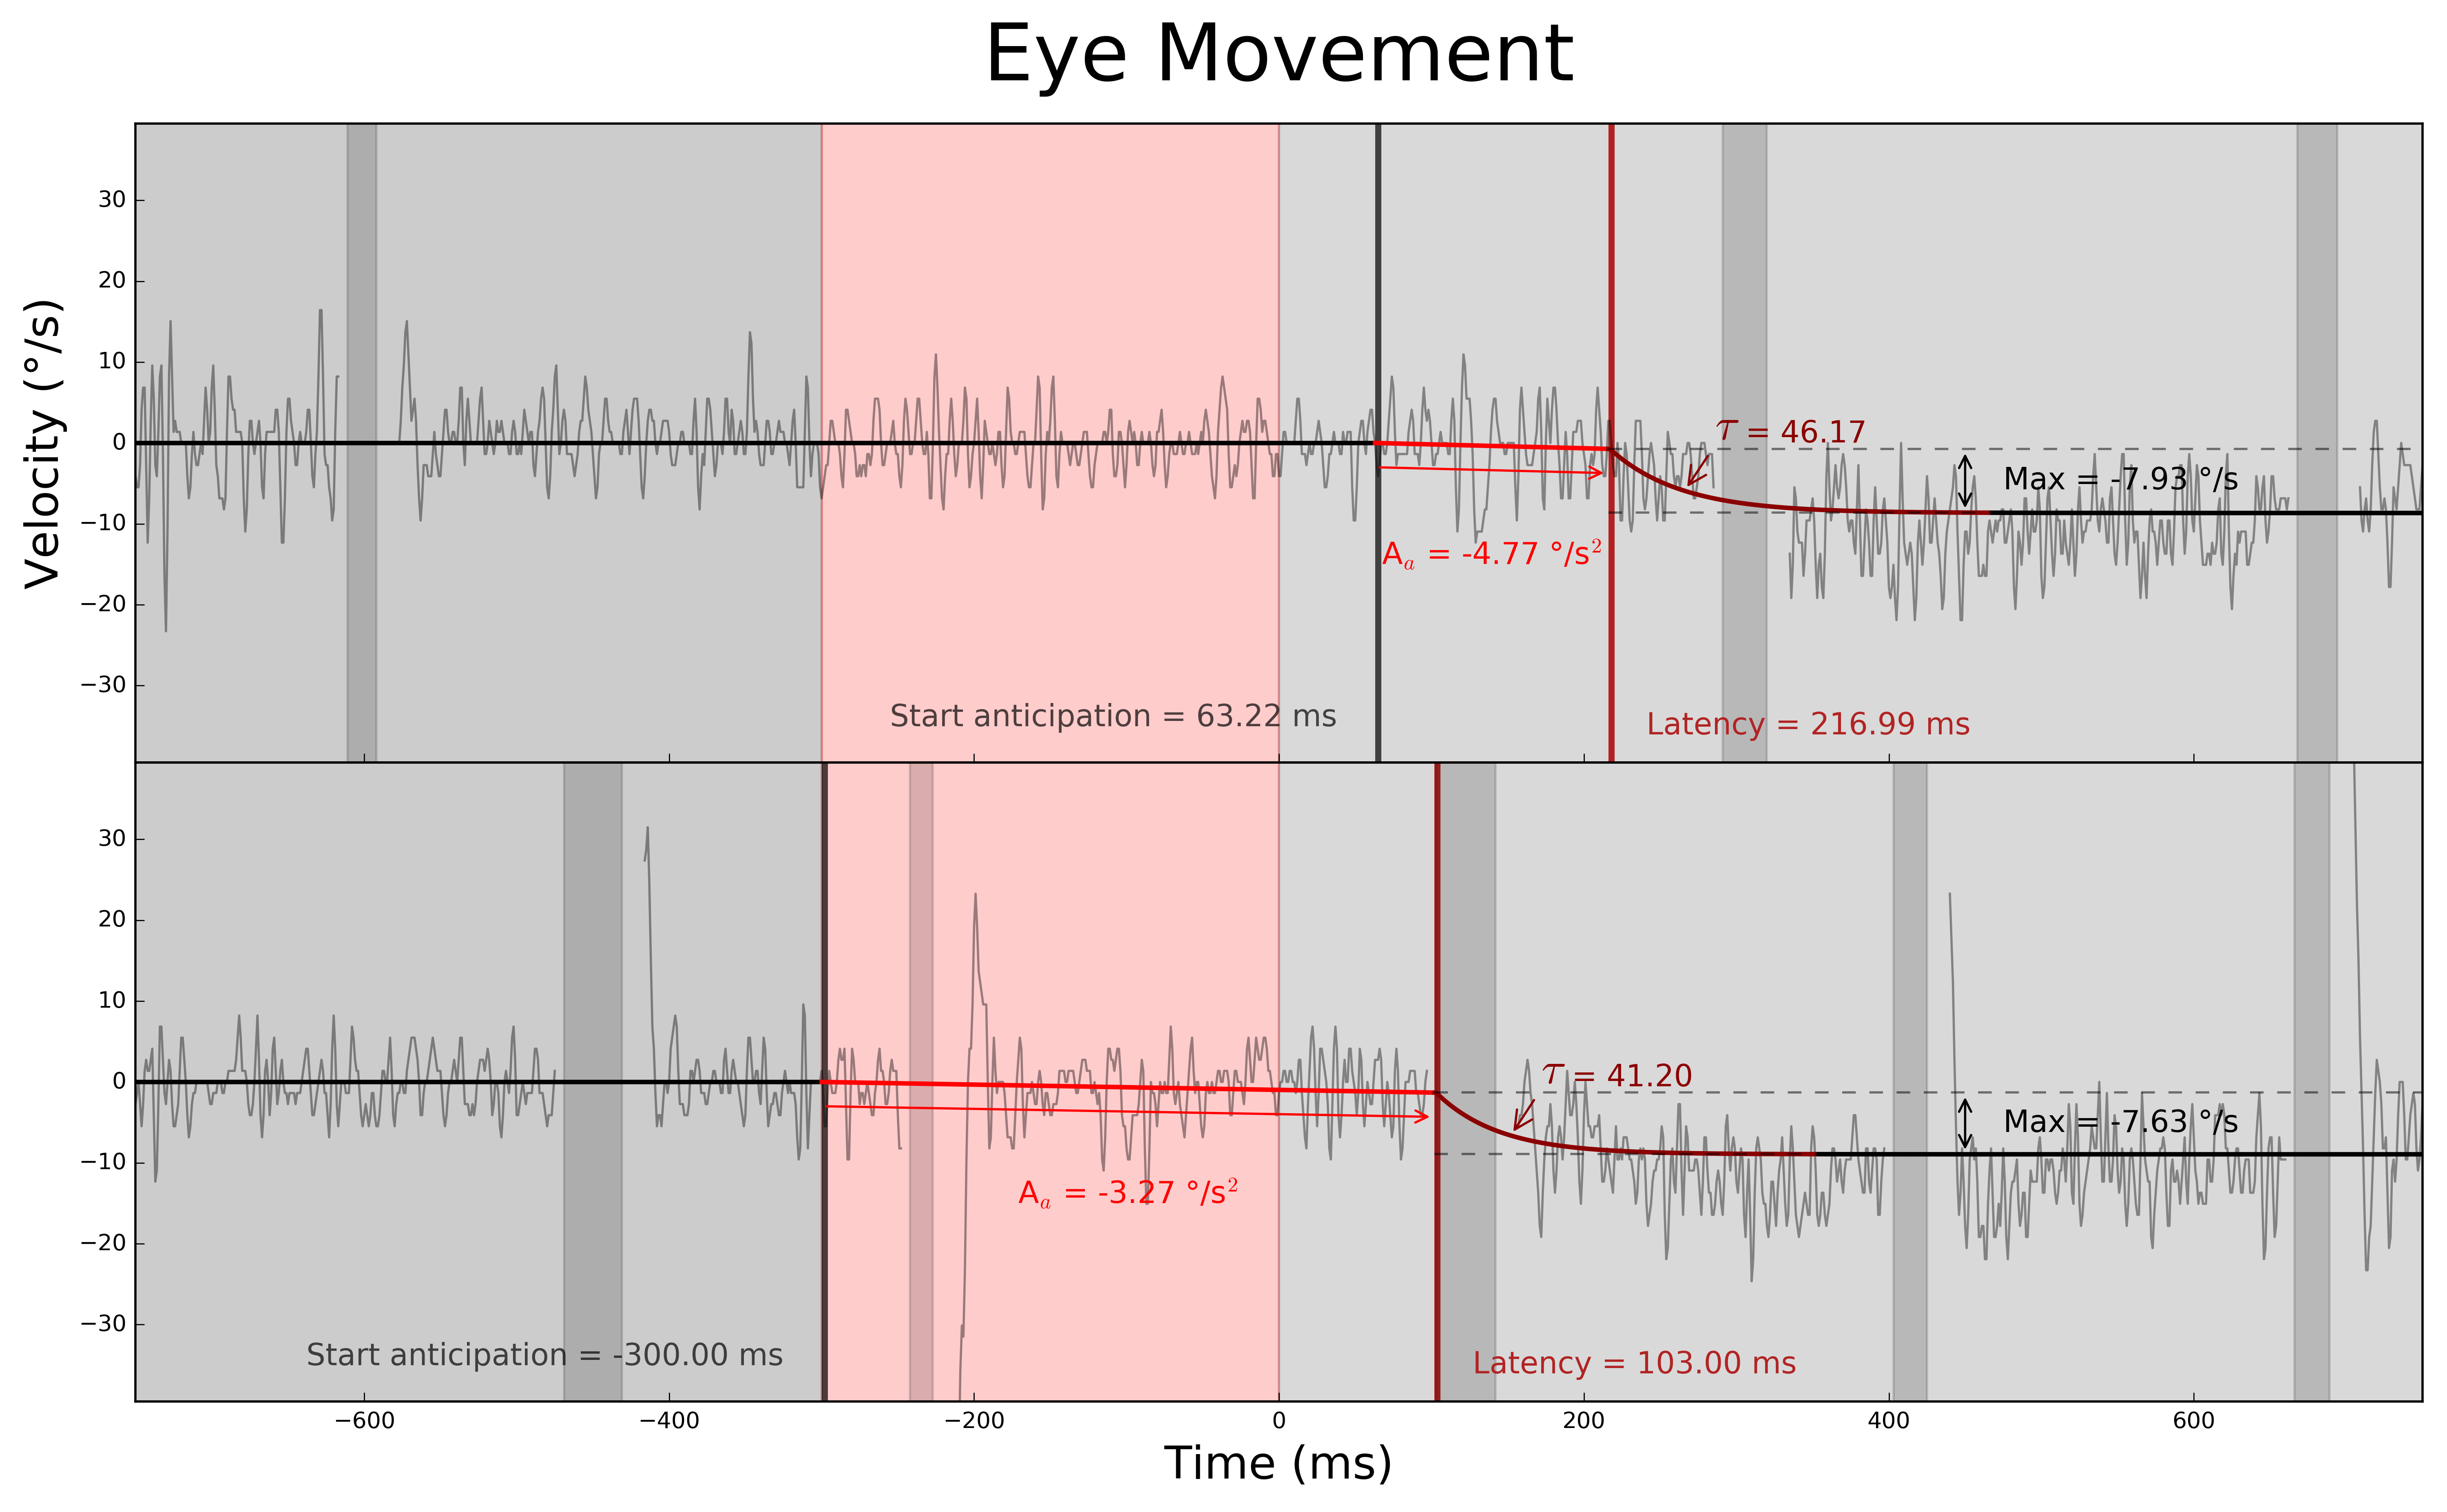 Eye Movement
Velocity (°/s)
30
20
10
0
−10
−20
−30
τ = 46.17
Max = -7.93 °/s
Aₐ = -4.77 °/s²
Start anticipation = 63.22 ms
Latency = 216.99 ms
30
20
10
0
−10
−20
−30
τ = 41.20
Max = -7.63 °/s
Aₐ = -3.27 °/s²
Start anticipation = -300.00 ms
Latency = 103.00 ms
−600 −400 −200 0 200 400 600
Time (ms)